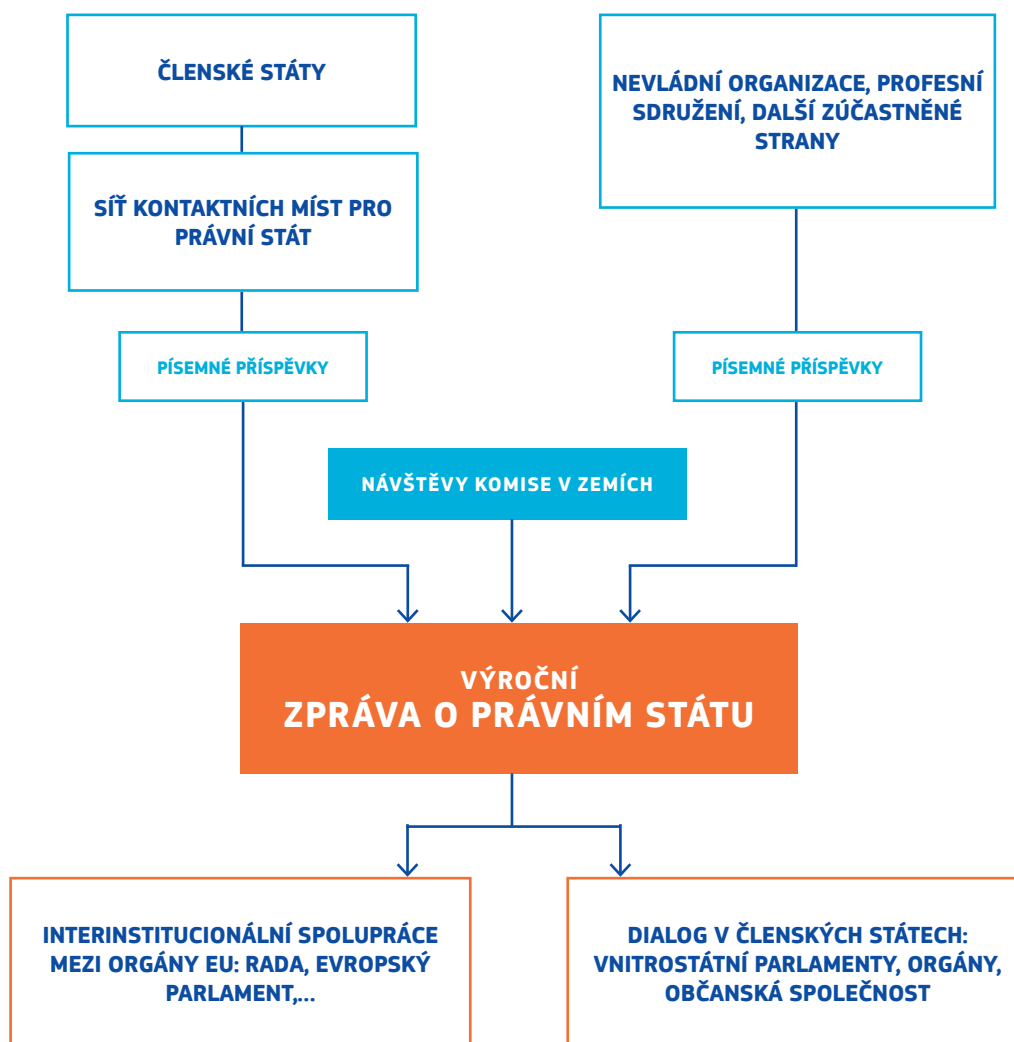 ČLENSKÉ STÁTY
NEVLÁDNÍ ORGANIZACE, PROFESNÍ
SDRUŽENÍ, DALŠÍ ZÚČASTNĚNÉ
STRANY
SÍŤ KONTAKTNÍCH MÍST PRO
PRÁVNÍ STÁT
PÍSEMNÉ PŘÍSPĚVKY
PÍSEMNÉ PŘÍSPĚVKY
NÁVŠTĚVY KOMISE V ZEMÍCH
VÝROČNÍ
ZPRÁVA O PRÁVNÍM STÁTU
INTERINSTITUCIONÁLNÍ SPOLUPRÁCE
MEZI ORGÁNY EU: RADA, EVROPSKÝ
PARLAMENT,...
DIALOG V ČLENSKÝCH STÁTECH:
VNITROSTÁTNÍ PARLAMENTY, ORGÁNY,
OBČANSKÁ SPOLEČNOST